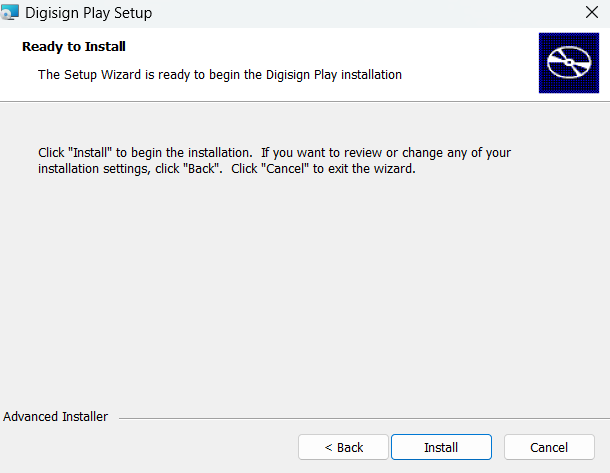 Digisign Play Setup
Ready to Install
The Setup Wizard is ready to begin the Digisign Play installation
Click "Install" to begin the installation.  If you want to review or change any of your
installation settings, click "Back".  Click "Cancel" to exit the wizard.
Advanced Installer
< Back
Install
Cancel